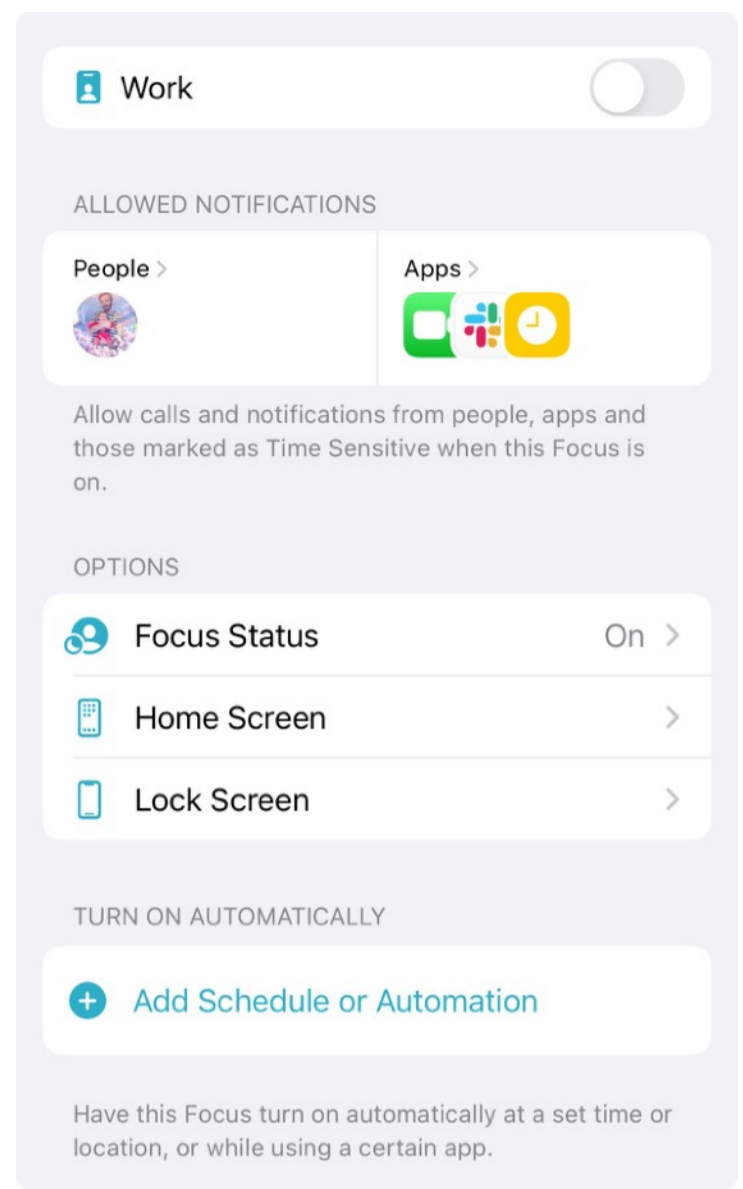 Work
ALLOWED NOTIFICATIONS
People
Apps
Allow calls and notifications from people, apps and
those marked as Time Sensitive when this Focus is
on.
OPTIONS
Focus Status On
Home Screen
Lock Screen
TURN ON AUTOMATICALLY
Add Schedule or Automation
Have this Focus turn on automatically at a set time or
location, or while using a certain app.